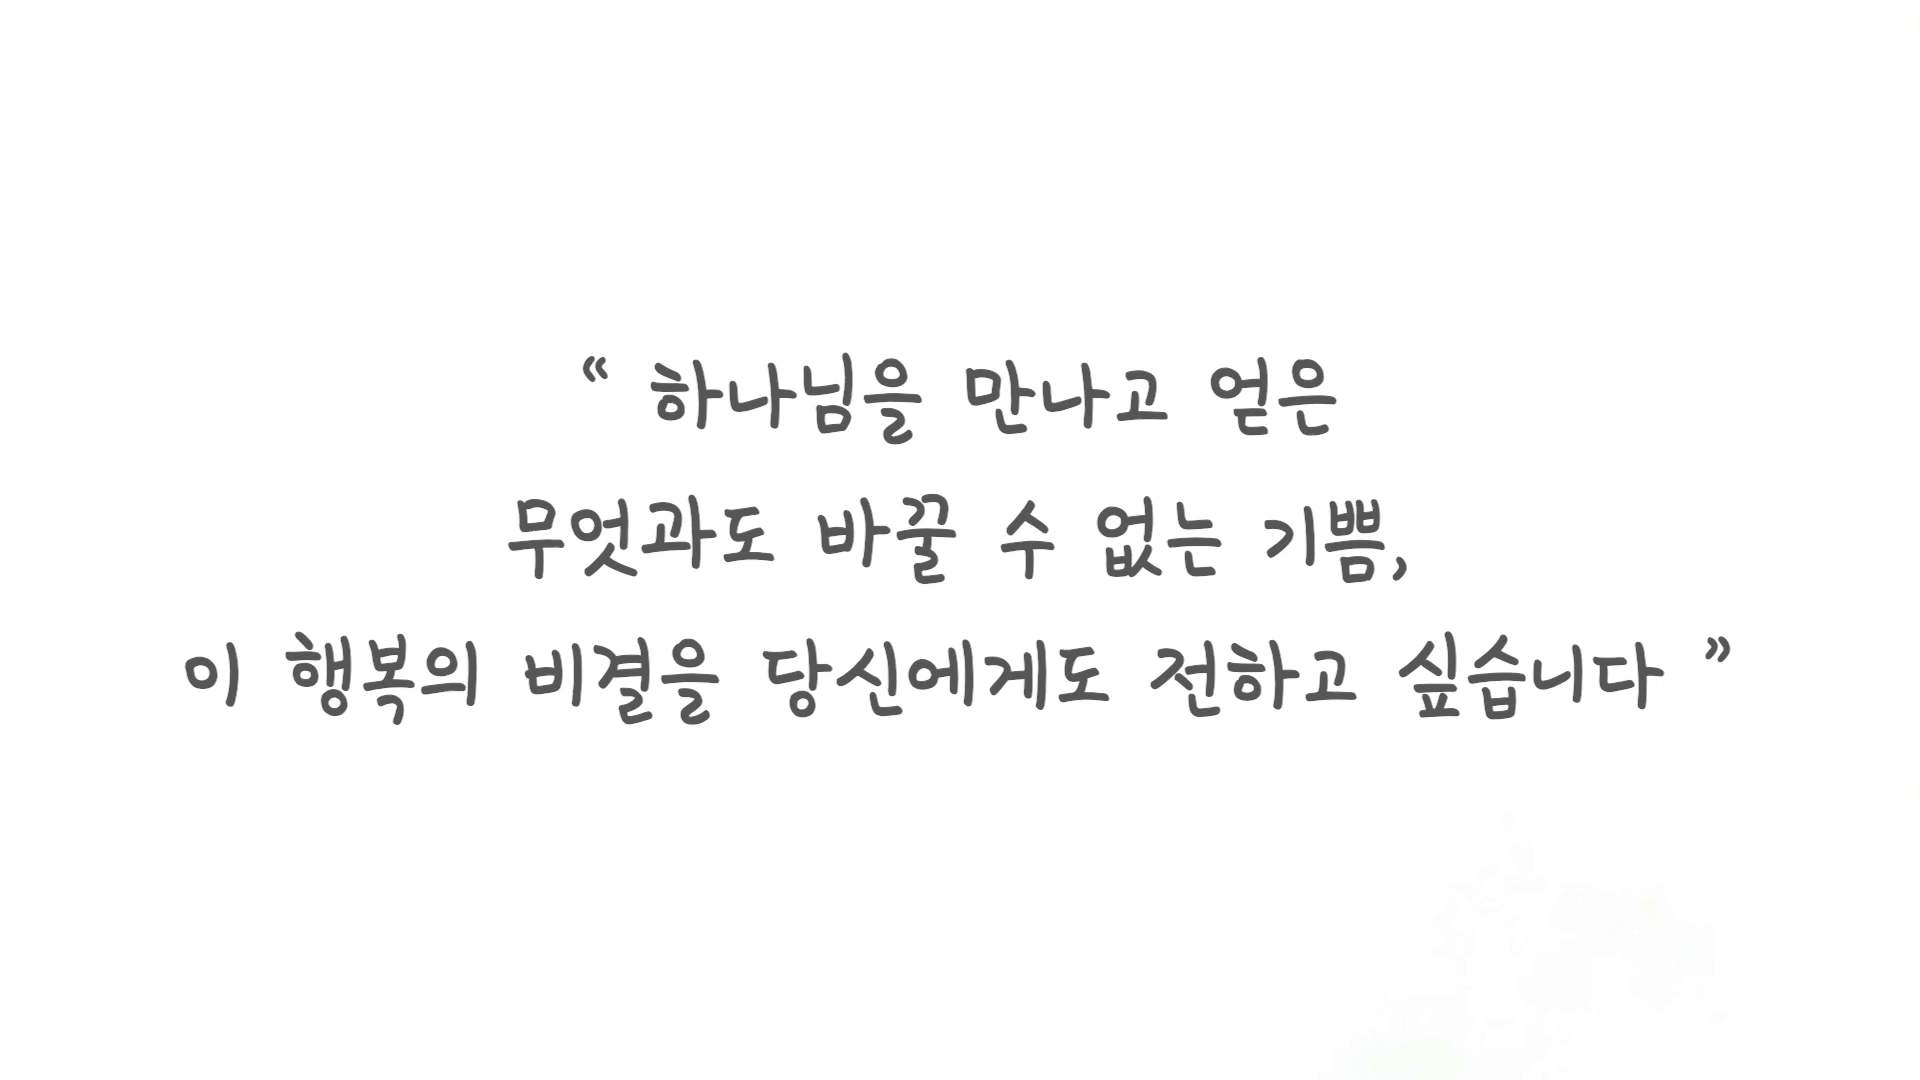 “ 하나님을 만나고 얻은
무엇과도 바꿀 수 없는 기쁨,
이 행복의 비결을 당신에게도 전하고 싶습니다 ”